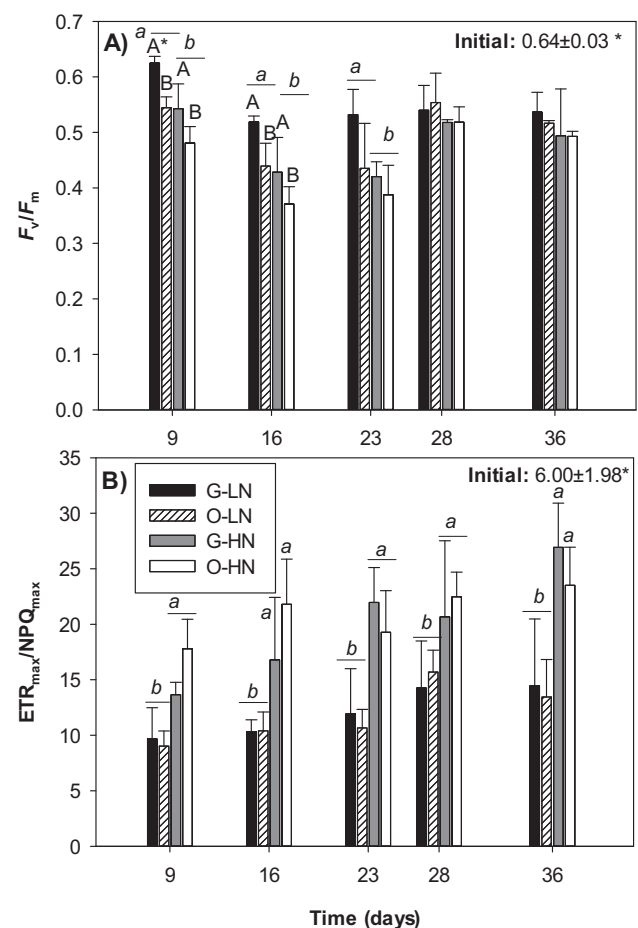 A)
Initial: 0.64±0.03 *
a
A*
b
A
B
B
a
b
A
B
A
B
a
b
0.7
0.6
0.5
0.4
0.3
0.2
0.1
0.0
Fv/Fm
9
16
23
28
36
B)
Initial: 6.00±1.98*
G-LN
O-LN
G-HN
O-HN
b
a
b
a
a
b
a
b
a
b
a
a
35
30
25
20
15
10
5
0
ETRmax/NPQmax
9
16
23
28
36
Time (days)